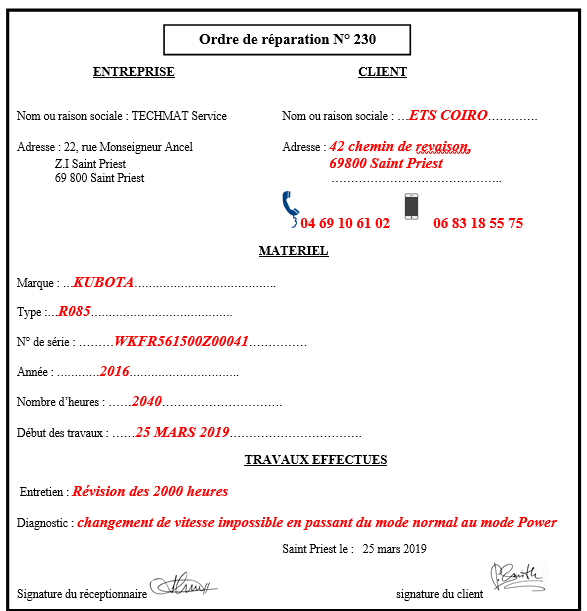 Ordre de réparation N° 230
ENTREPRISE CLIENT
Nom ou raison sociale : TECHMAT Service Nom ou raison sociale : …ETS COIRO………….
Adresse : 22, rue Monseigneur Ancel Adresse : 42 chemin de revaison,
Z.I Saint Priest 69800 Saint Priest
69 800 Saint Priest ……………………………………..
04 69 10 61 02 06 83 18 55 75
MATERIEL
Marque : …KUBOTA……………………………….
Type :…R085……………………………….
N° de série : ………WKFR561500Z00041……………
Année : …………2016……………………….
Nombre d’heures : ……2040………………………….
Début des travaux : ……25 MARS 2019…………………………….
TRAVAUX EFFECTUES
Entretien : Révision des 2000 heures
Diagnostic : changement de vitesse impossible en passant du mode normal au mode Power
Saint Priest le : 25 mars 2019
Signature du réceptionnaire signature du client